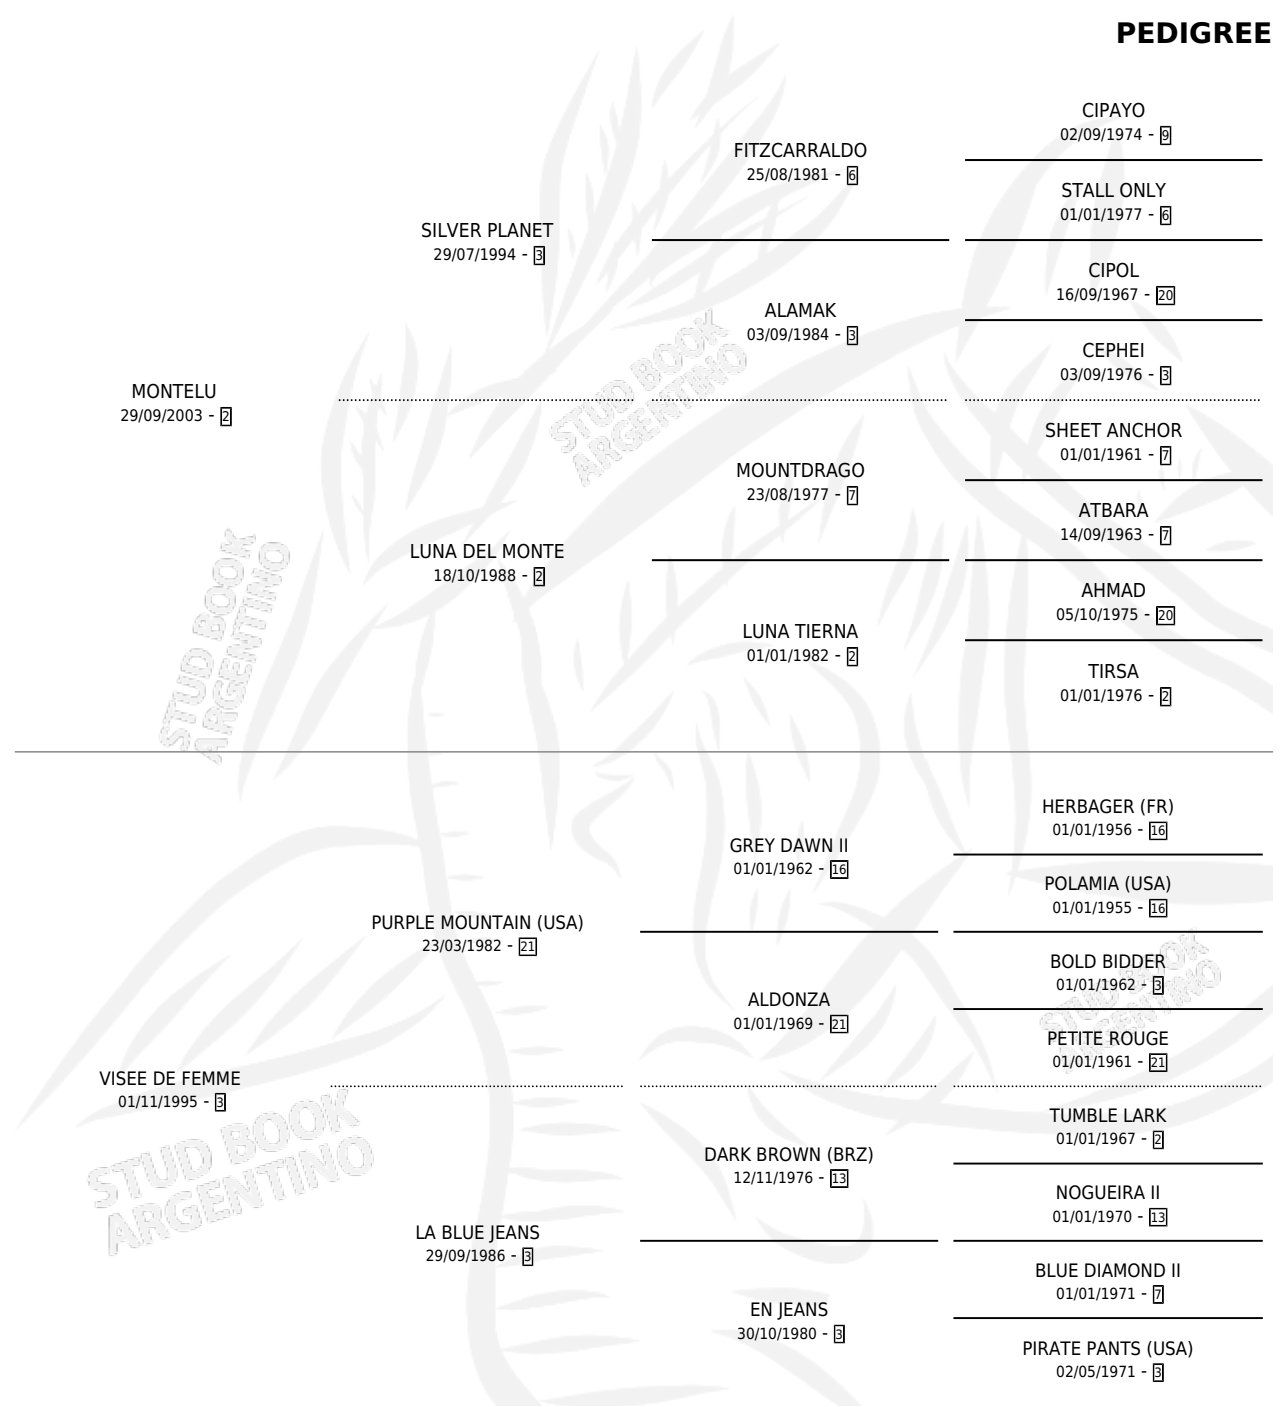 PEDIGREE
CIPAYO
02/09/1974 - 9
FITZCARRALDO
25/08/1981 - 6
STALL ONLY
01/01/1977 - 6
SILVER PLANET
29/07/1994 - 3
CIPOL
16/09/1967 - 20
ALAMAK
03/09/1984 - 3
CEPHEI
03/09/1976 - 3
MONTELU
29/09/2003 - 2
SHEET ANCHOR
01/01/1961 - 7
MOUNTDRAGO
23/08/1977 - 7
ATBARA
14/09/1963 - 7
LUNA DEL MONTE
18/10/1988 - 2
AHMAD
05/10/1975 - 20
LUNA TIERNA
01/01/1982 - 2
TIRSA
01/01/1976 - 2
HERBAGER (FR)
01/01/1956 - 16
GREY DAWN II
01/01/1962 - 16
POLAMIA (USA)
01/01/1955 - 16
PURPLE MOUNTAIN (USA)
23/03/1982 - 21
BOLD BIDDER
01/01/1962 - 3
ALDONZA
01/01/1969 - 21
PETITE ROUGE
01/01/1961 - 21
VISEE DE FEMME
01/11/1995 - 3
TUMBLE LARK
01/01/1967 - 2
DARK BROWN (BRZ)
12/11/1976 - 13
NOGUEIRA II
01/01/1970 - 13
LA BLUE JEANS
29/09/1986 - 3
BLUE DIAMOND II
01/01/1971 - 7
EN JEANS
30/10/1980 - 3
PIRATE PANTS (USA)
02/05/1971 - 3
STUD BOOK
ARGENTINO
STUD BOOK
ARGENTINO
STUD BOOK
ARGENTINO
STUD BOOK
ARGENTINO